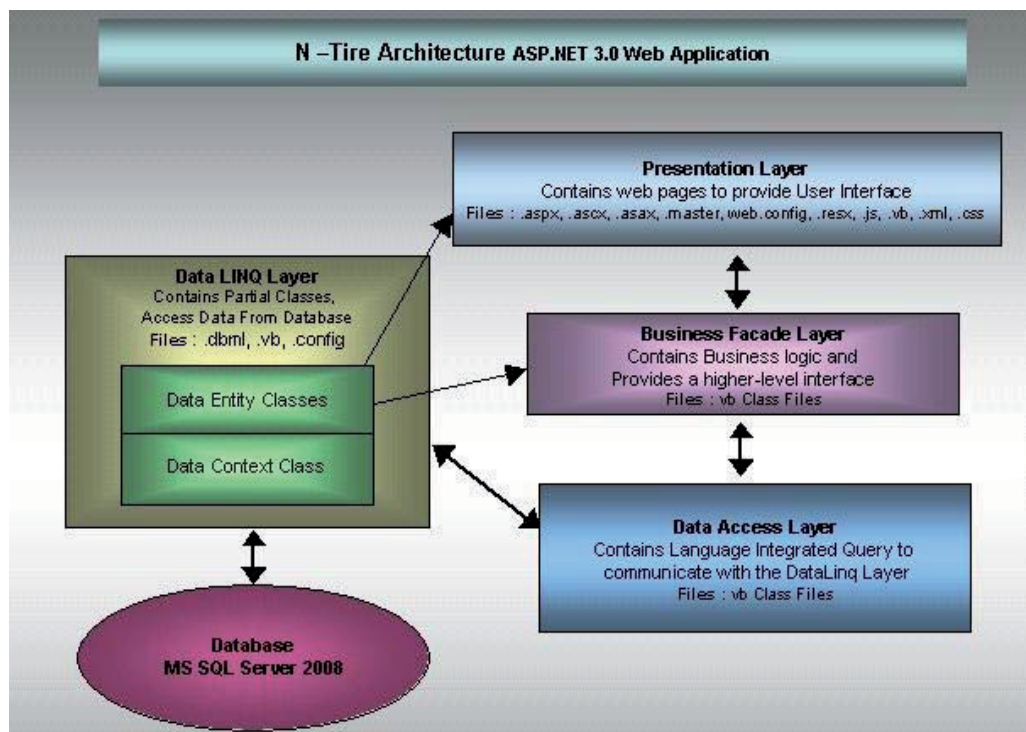 N –Tire Architecture ASP.NET 3.0 Web Application
Presentation Layer
Contains web pages to provide User Interface
Files : .aspx, .ascx, .asax, .master, web.config, .resx, .js, .vb, .xml, .css
Data LINQ Layer
Contains Partial Classes,
Access Data From Database
Files : .dbml, .vb, .config
Data Entity Classes
Data Context Class
Business Facade Layer
Contains Business logic and
Provides a higher-level interface
Files : vb Class Files
Data Access Layer
Contains Language Integrated Query to
communicate with the DataLinq Layer
Files : vb Class Files
Database
MS SQL Server 2008